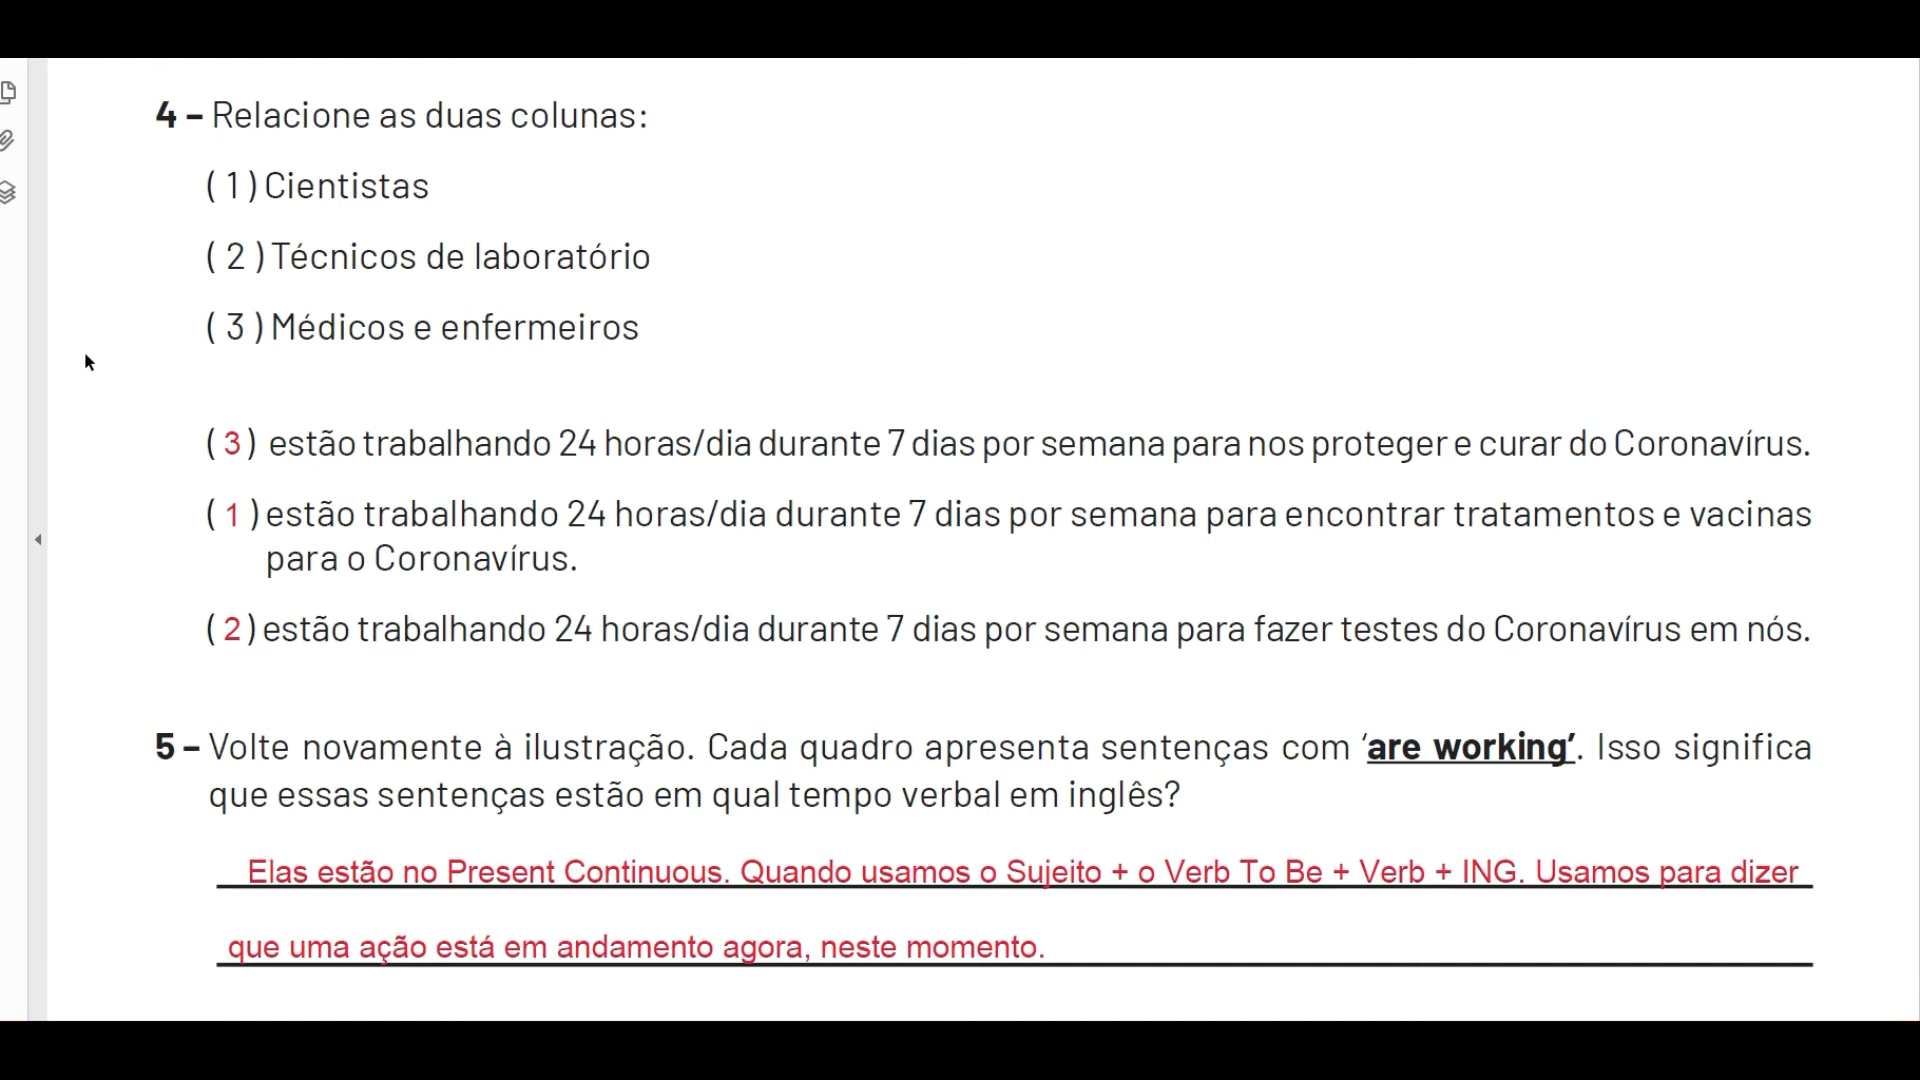 4 – Relacione as duas colunas:
( 1 ) Cientistas
( 2 ) Técnicos de laboratório
( 3 ) Médicos e enfermeiros
( 3 ) estão trabalhando 24 horas/dia durante 7 dias por semana para nos proteger e curar do Coronavírus.
( 1 ) estão trabalhando 24 horas/dia durante 7 dias por semana para encontrar tratamentos e vacinas
para o Coronavírus.
( 2 ) estão trabalhando 24 horas/dia durante 7 dias por semana para fazer testes do Coronavírus em nós.
5 – Volte novamente à ilustração. Cada quadro apresenta sentenças com ‘are working’. Isso significa
que essas sentenças estão em qual tempo verbal em inglês?
Elas estão no Present Continuous. Quando usamos o Sujeito + o Verb To Be + Verb + ING. Usamos para dizer
que uma ação está em andamento agora, neste momento.